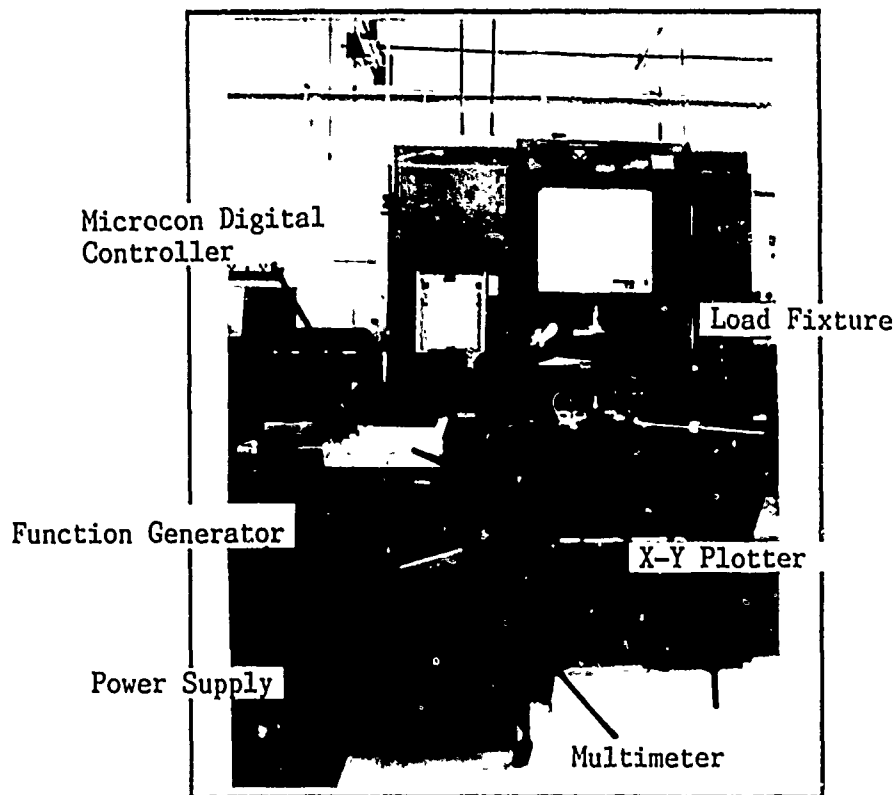 Microcon Digital
Controller
Load Fixture
Function Generator
X-Y Plotter
Power Supply
Multimeter